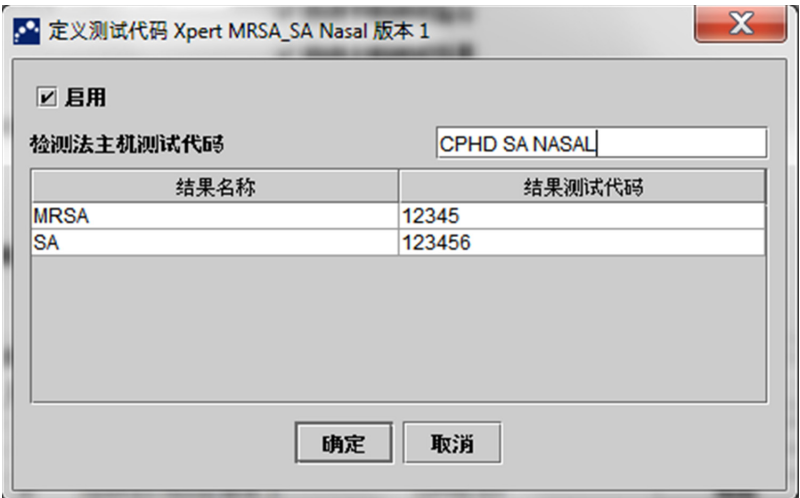 定义测试代码 Xpert MRSA_SA Nasal 版本 1
启用
检测法主机测试代码 CPHD SA NASAL
结果名称 结果测试代码
MRSA 12345
SA 123456
确定 取消